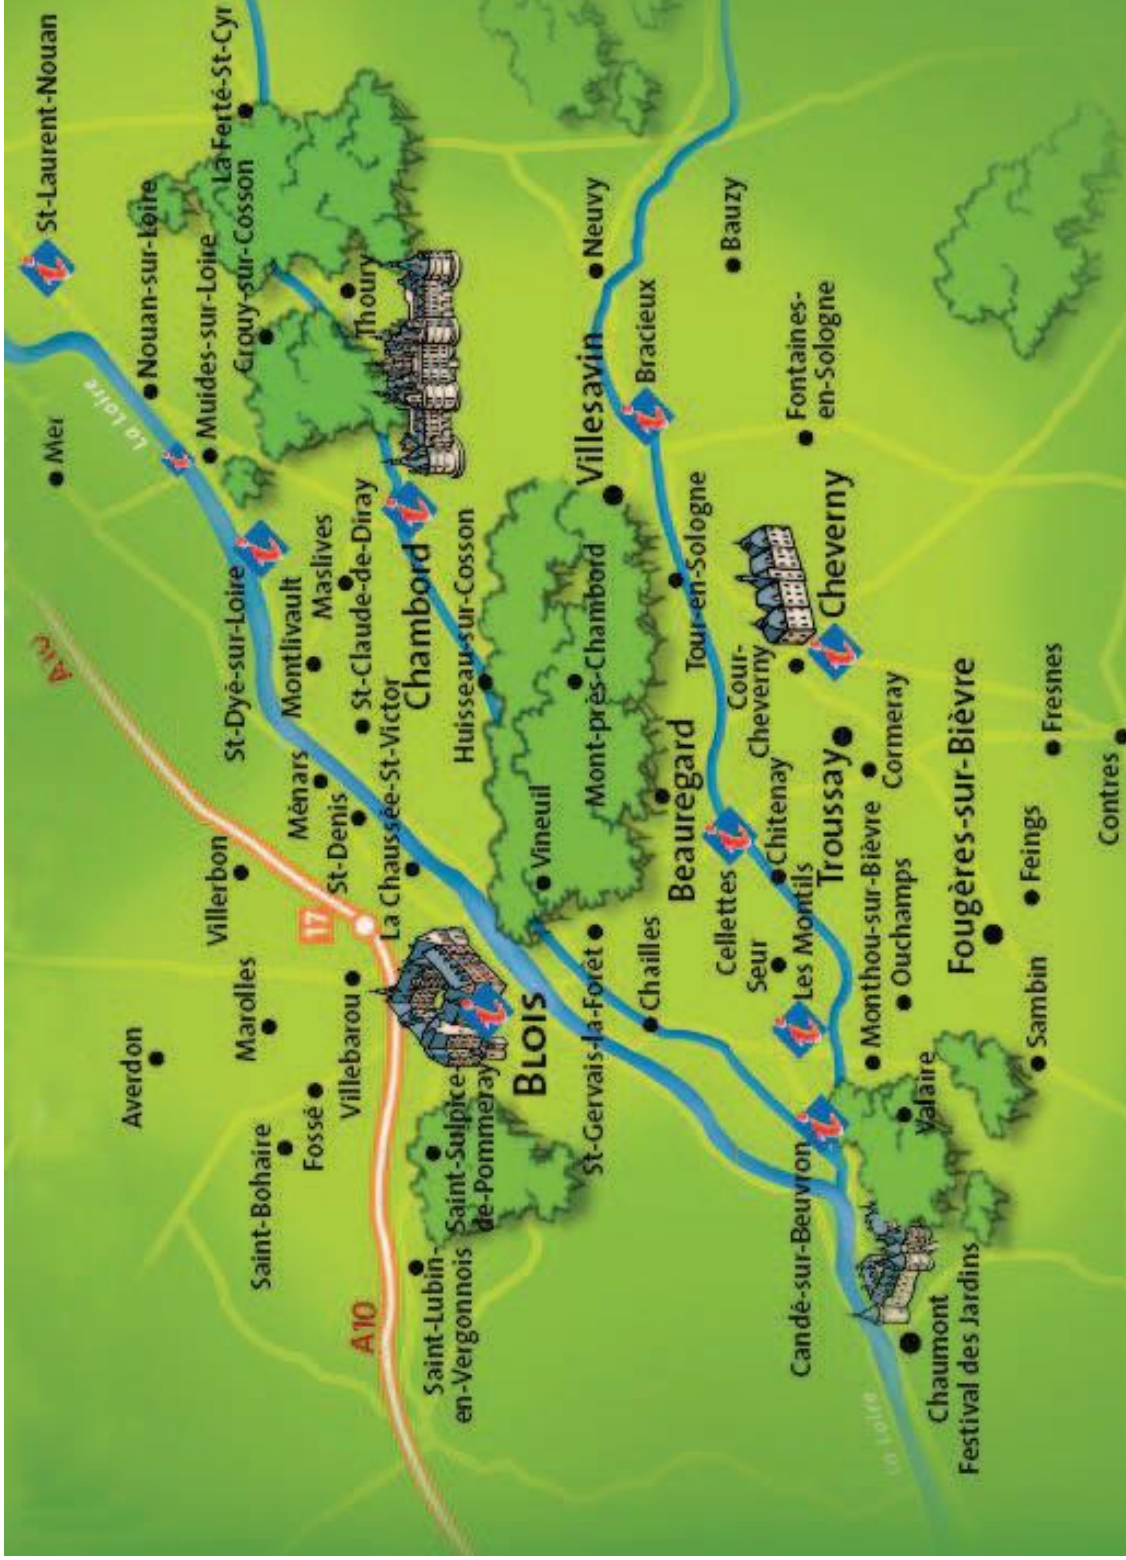 St-Laurent-Nouan
Mer
La Loire
Nouan-sur-Loire
Muides-sur-Loire
La Ferté-St-Cyr
Crouy-sur-Cosson
Thoury
A10
St-Dyé-sur-Loire
Montlivault
Maslives
St-Claude-de-Diray
Chambord
Huisseau-sur-Cosson
Villesavin
Neuvy
Bracieux
Bauzy
Fontaines-
en-Sologne
Averdon
Marolles
Villerbon
17
Ménars
St-Denis
La Chaussée-St-Victor
Saint-Bohaire
Fossé
Villebarou
A10
Saint-Lubin-
en-Vergonnois
Saint-Sulpice-
de-Pommeray
BLOIS
Vineuil
Mont-près-Chambord
Tour-en-Sologne
St-Gervais-la-Forêt
Chailles
Beauregard
Cellettes
Cour-
Cheverny
Cheverny
Seur
Chitenay
Les Montils
Troussay
Cormeray
Candé-sur-Beuvron
Monthou-sur-Bièvre
Ouchamps
Valaire
Fougères-sur-Bièvre
Chaumont
Festival des Jardins
La Loire
Sambin
Feings
Fresnes
Contres
i
i
i
i
i
i
i
i
i
i
i